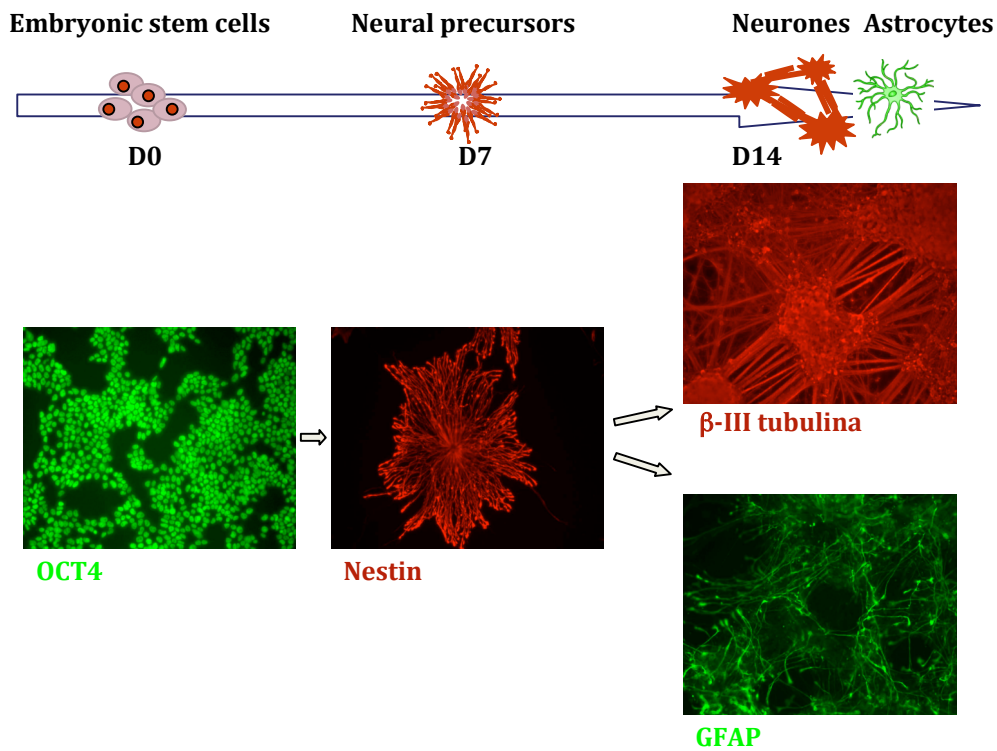 Embryonic stem cells
Neural precursors
Neurones
Astrocytes
D0
D7
D14
β-III tubulina
OCT4
Nestin
GFAP